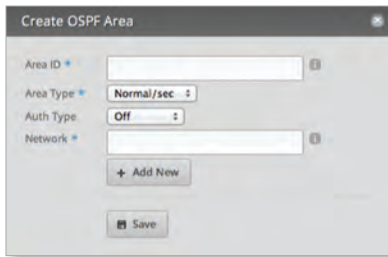 Create OSPF Area
Area ID *
Area Type * Normal/sec
Auth Type Off
Network *
+ Add New
Save